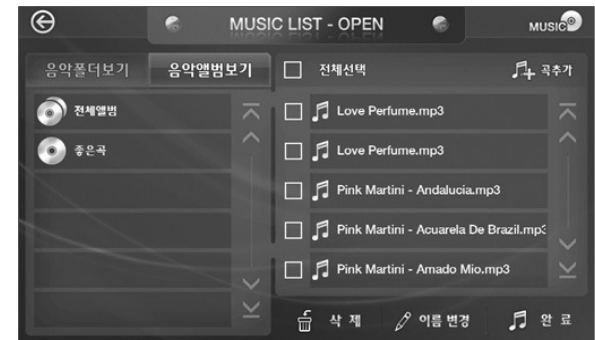 MUSIC LIST - OPEN
MUSIC
음악폴더보기
음악앨범보기
전체선택
곡추가
전체앨범
좋은곡
Love Perfume.mp3
Love Perfume.mp3
Pink Martini - Andalucia.mp3
Pink Martini - Acuarela De Brazil.mp3
Pink Martini - Amado Mio.mp3
삭 제
이름 변경
완 료